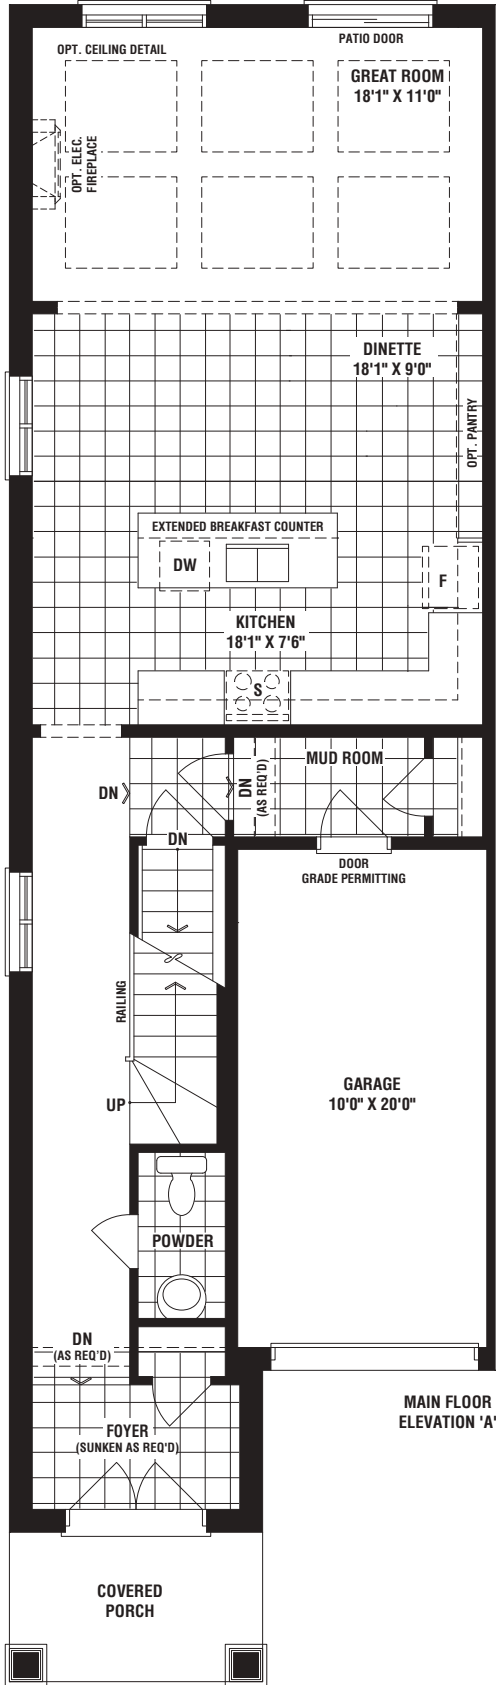 PATIO DOOR
OPT. CEILING DETAIL
GREAT ROOM
18'1" X 11'0"
OPT. ELEC.
FIREPLACE
DINETTE
18'1" X 9'0"
OPT. PANTRY
EXTENDED BREAKFAST COUNTER
DW
F
KITCHEN
18'1" X 7'6"
S
MUD ROOM
DN
DN
(AS REQ'D)
DN
DOOR
GRADE PERMITTING
RAILING
UP
GARAGE
10'0" X 20'0"
POWDER
DN
(AS REQ'D)
MAIN FLOOR
ELEVATION 'A'
FOYER
(SUNKEN AS REQ'D)
COVERED
PORCH